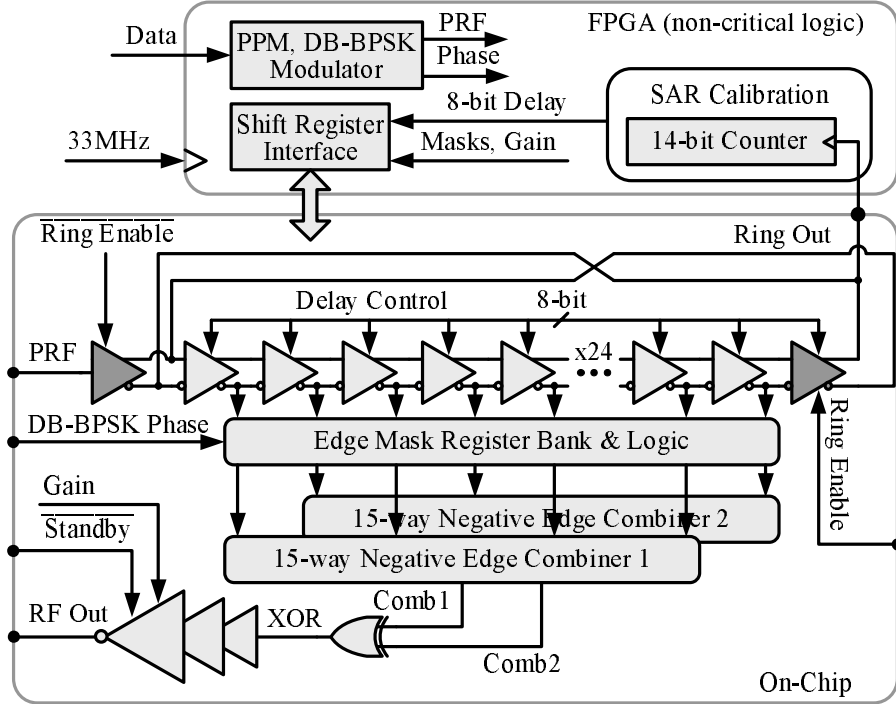 FPGA (non-critical logic)
Data
PPM, DB-BPSK
Modulator
PRF
Phase
8-bit Delay
SAR Calibration
14-bit Counter
33MHz
Shift Register
Interface
Masks, Gain
Ring Enable
Ring Out
Delay Control
8-bit
PRF
x24
DB-BPSK Phase
Edge Mask Register Bank & Logic
Ring Enable
Gain
Standby
15-way Negative Edge Combiner 2
15-way Negative Edge Combiner 1
Comb1
RF Out
XOR
Comb2
On-Chip